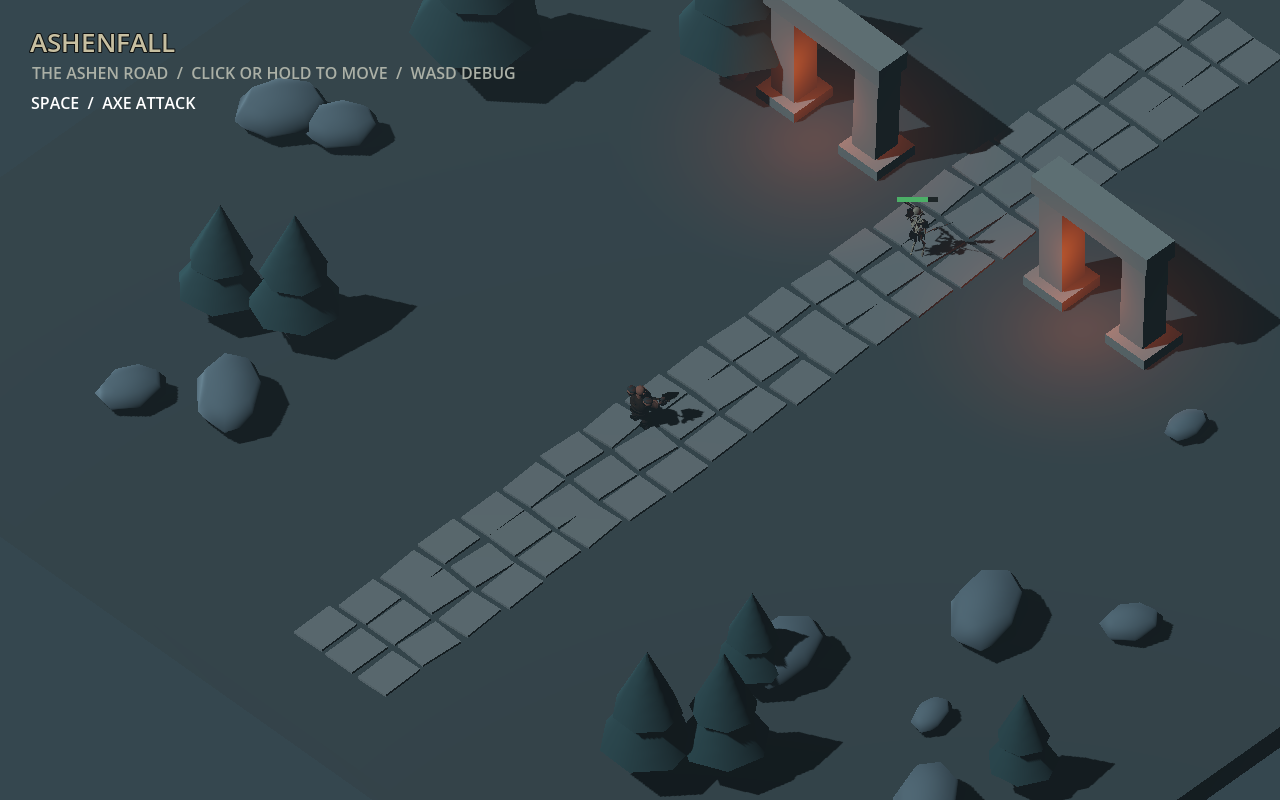 ASHENFALL
THE ASHEN ROAD / CLICK OR HOLD TO MOVE / WASD DEBUG
SPACE / AXE ATTACK